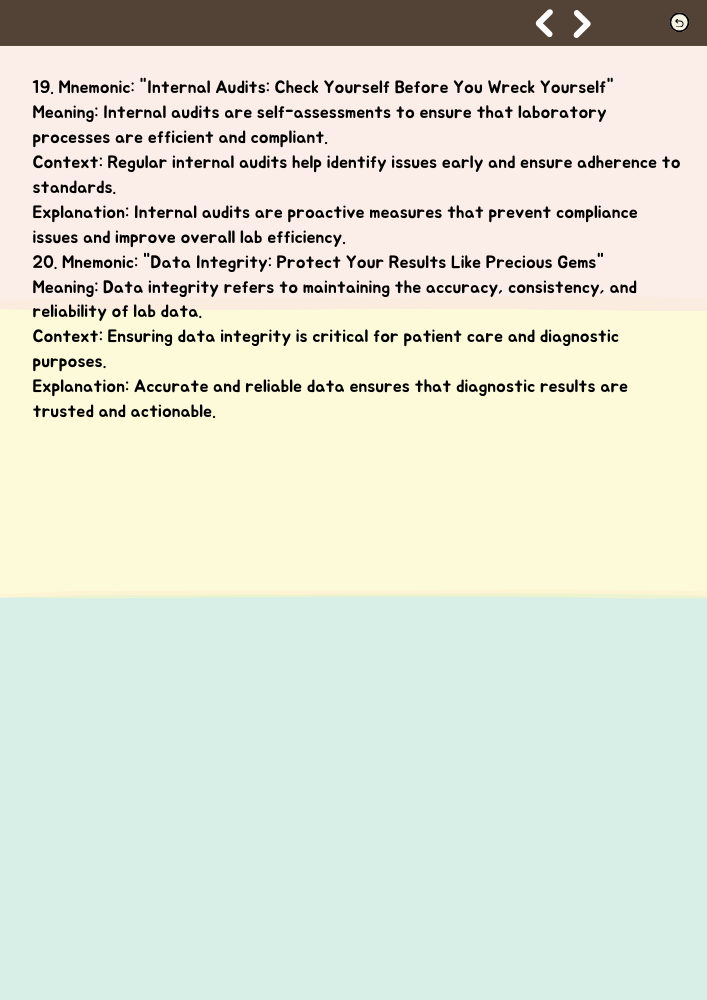 19. Mnemonic: "Internal Audits: Check Yourself Before You Wreck Yourself"
Meaning: Internal audits are self-assessments to ensure that laboratory
processes are efficient and compliant.
Context: Regular internal audits help identify issues early and ensure adherence to
standards.
Explanation: Internal audits are proactive measures that prevent compliance
issues and improve overall lab efficiency.
20. Mnemonic: "Data Integrity: Protect Your Results Like Precious Gems"
Meaning: Data integrity refers to maintaining the accuracy, consistency, and
reliability of lab data.
Context: Ensuring data integrity is critical for patient care and diagnostic
purposes.
Explanation: Accurate and reliable data ensures that diagnostic results are
trusted and actionable.